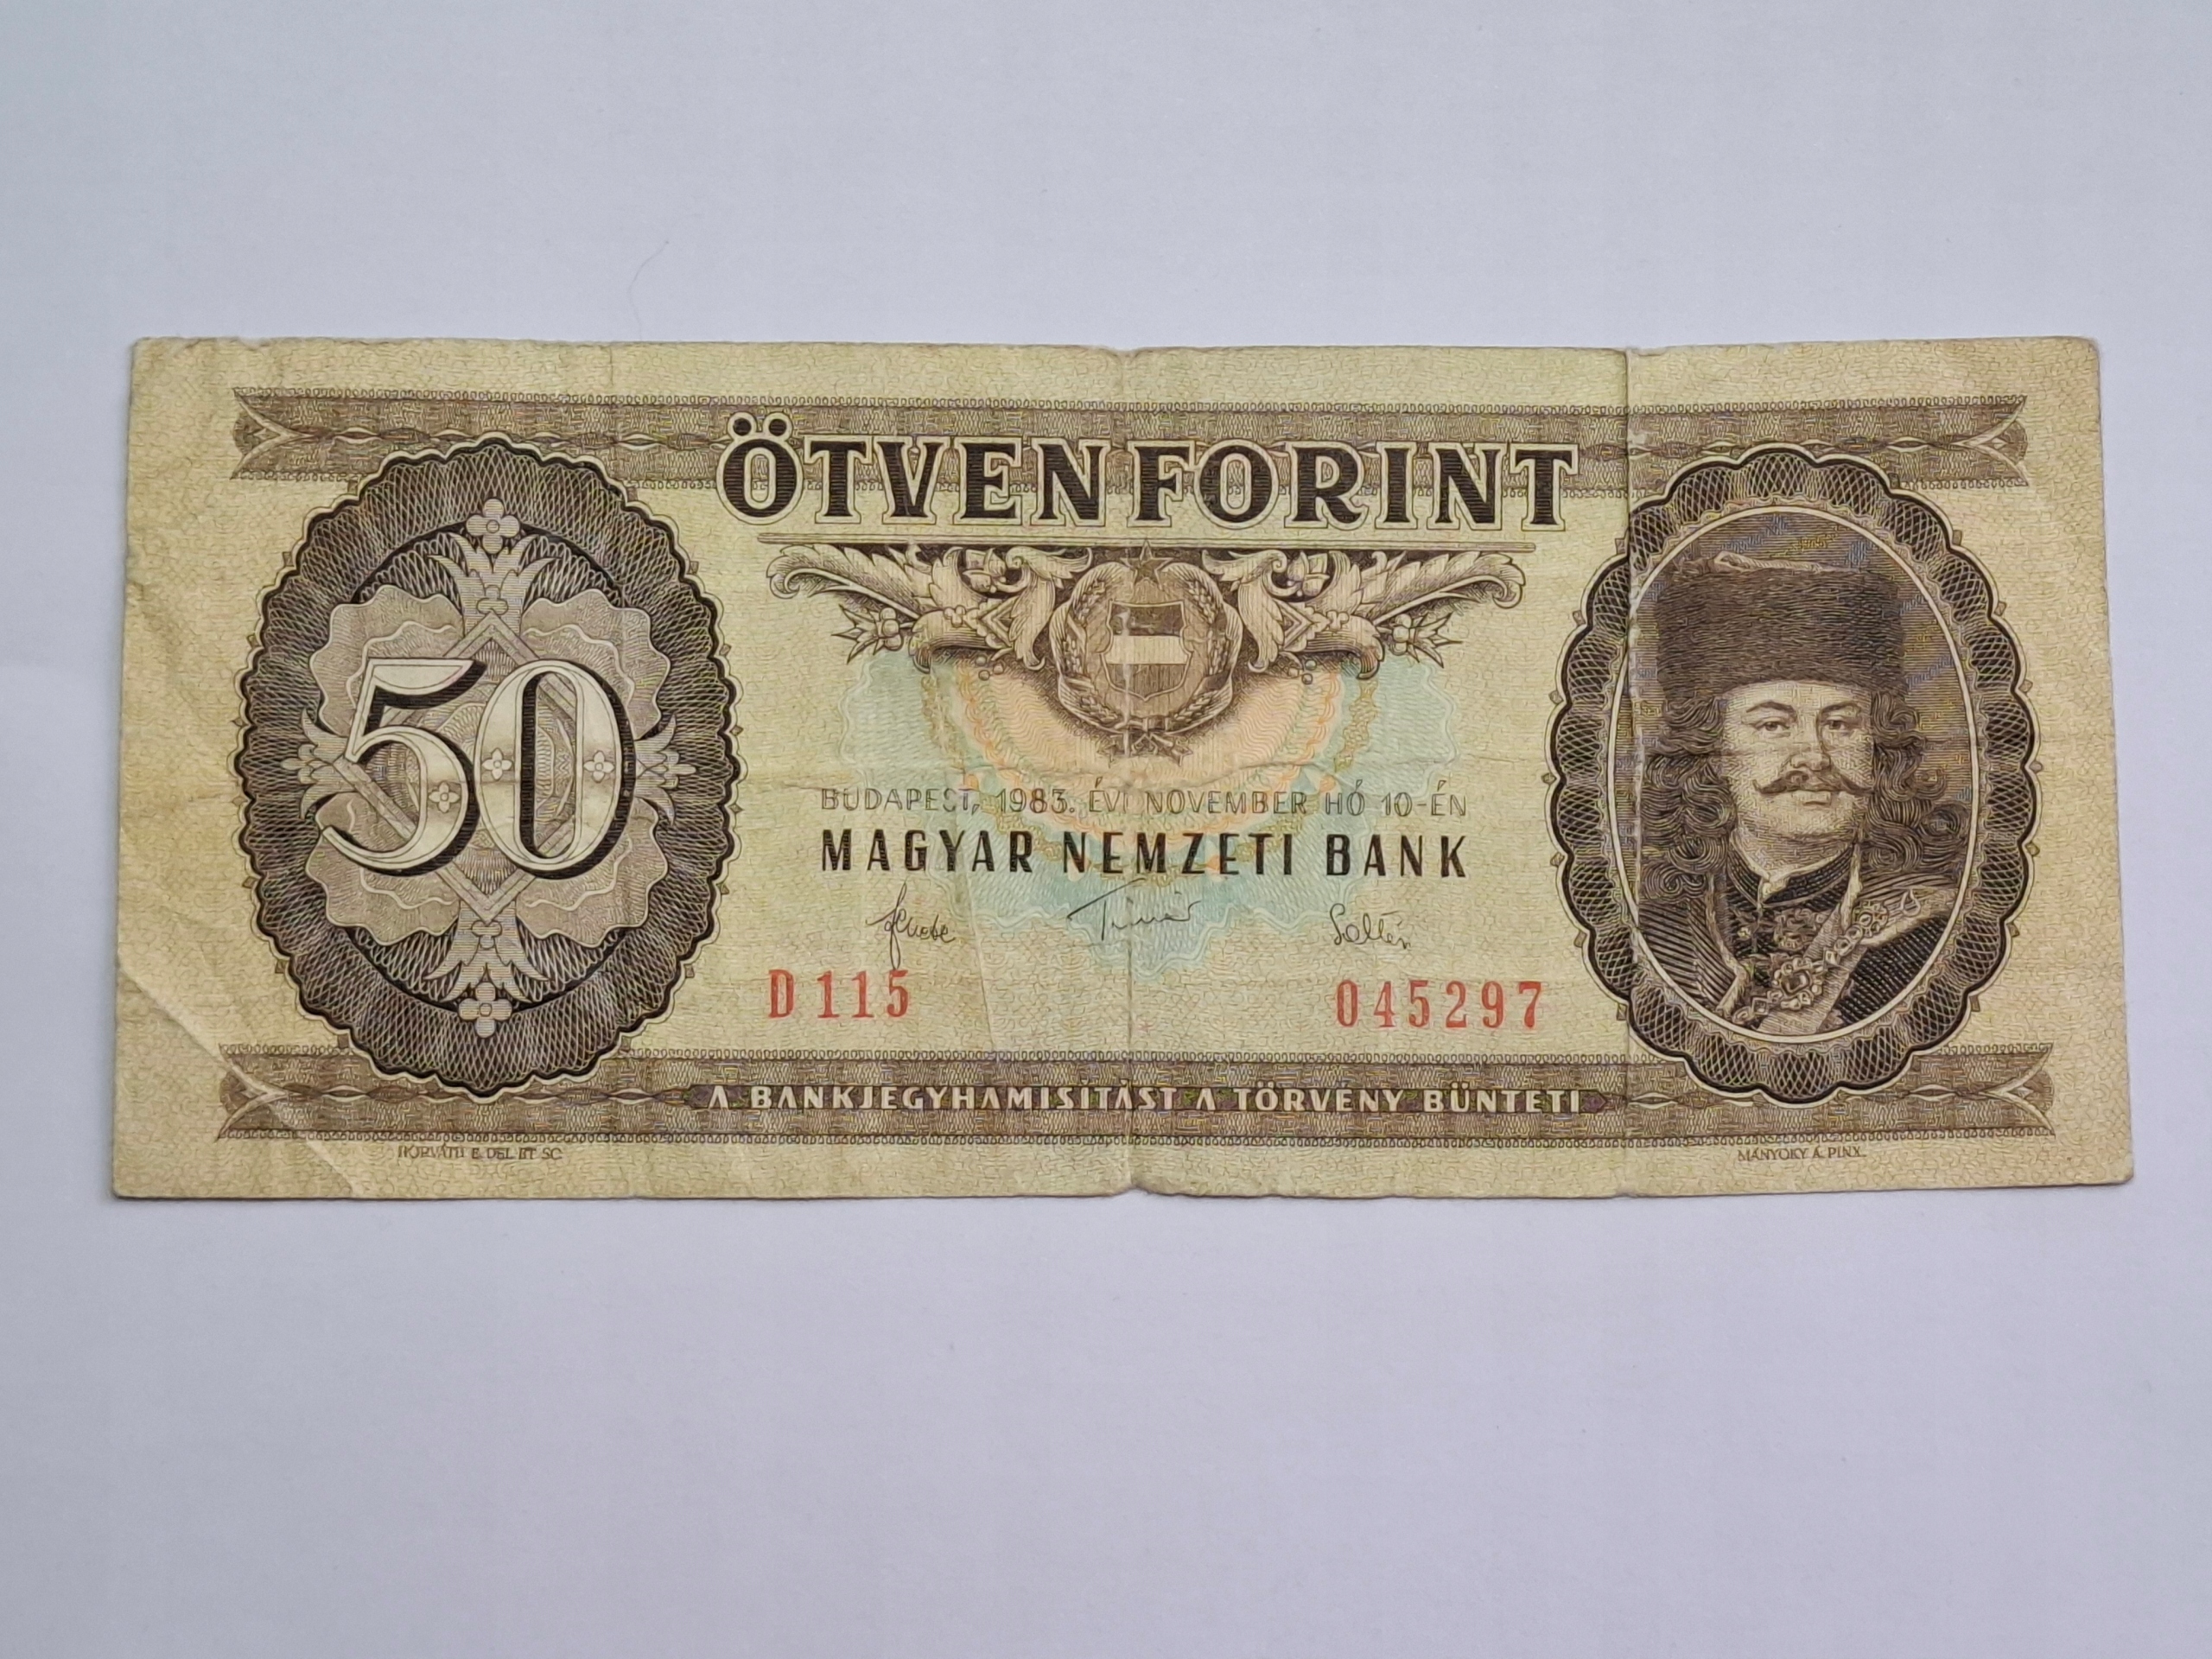 ÖTVEN FORINT
50
BUDAPEST, 1983. ÉVI NOVEMBER HÓ 10-ÉN
MAGYAR NEMZETI BANK
D 115 045297
A BANKJEGYHAMISÍTÁST A TÖRVÉNY BÜNTETI
HORVÁTH E. DEL. ET SC. MÁNYOKY Á. PINX.